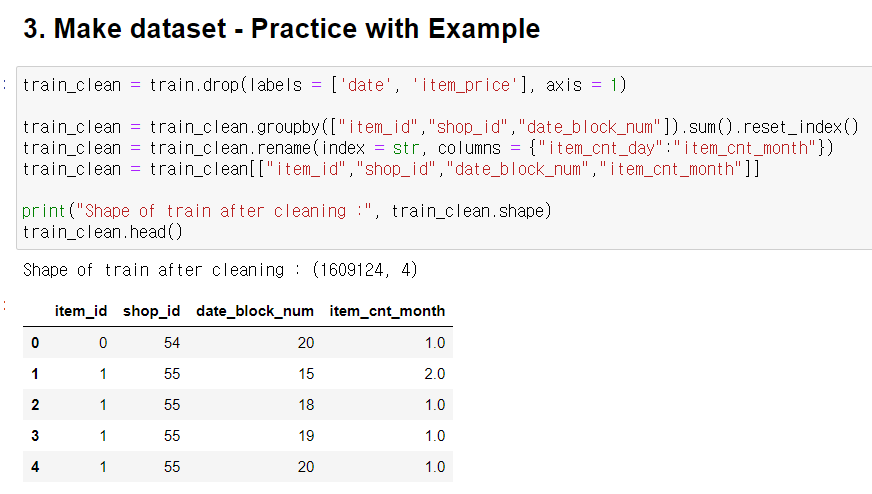 3. Make dataset - Practice with Example
train_clean = train.drop(labels = ['date', 'item_price'], axis = 1)
train_clean = train_clean.groupby(["item_id","shop_id","date_block_num"]).sum().reset_index()
train_clean = train_clean.rename(index = str, columns = {"item_cnt_day":"item_cnt_month"})
train_clean = train_clean[["item_id","shop_id","date_block_num","item_cnt_month"]]
print("Shape of train after cleaning :", train_clean.shape)
train_clean.head()
Shape of train after cleaning : (1609124, 4)
item_id shop_id date_block_num item_cnt_month
0 0 54 20 1.0
1 1 55 15 2.0
2 1 55 18 1.0
3 1 55 19 1.0
4 1 55 20 1.0